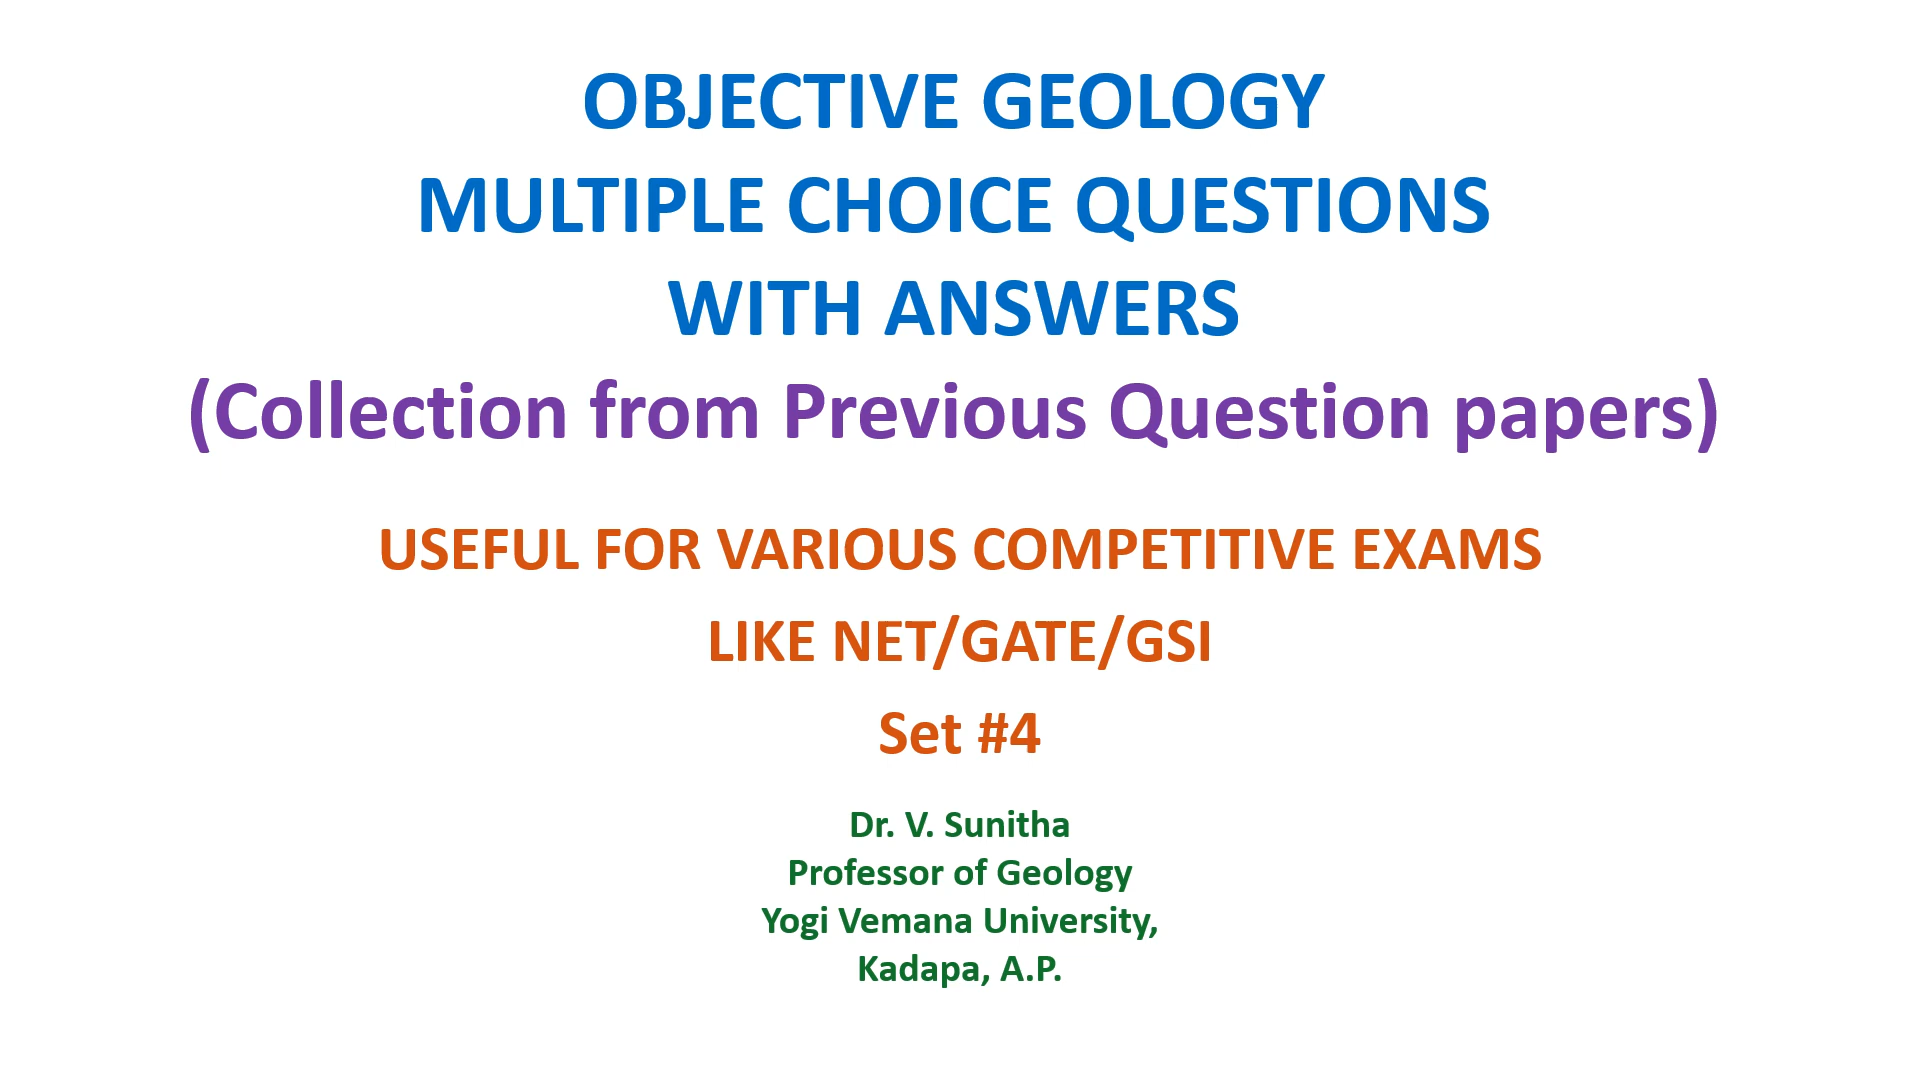 OBJECTIVE GEOLOGY
MULTIPLE CHOICE QUESTIONS
WITH ANSWERS
(Collection from Previous Question papers)
USEFUL FOR VARIOUS COMPETITIVE EXAMS
LIKE NET/GATE/GSI
Set #4
Dr. V. Sunitha
Professor of Geology
Yogi Vemana University,
Kadapa, A.P.